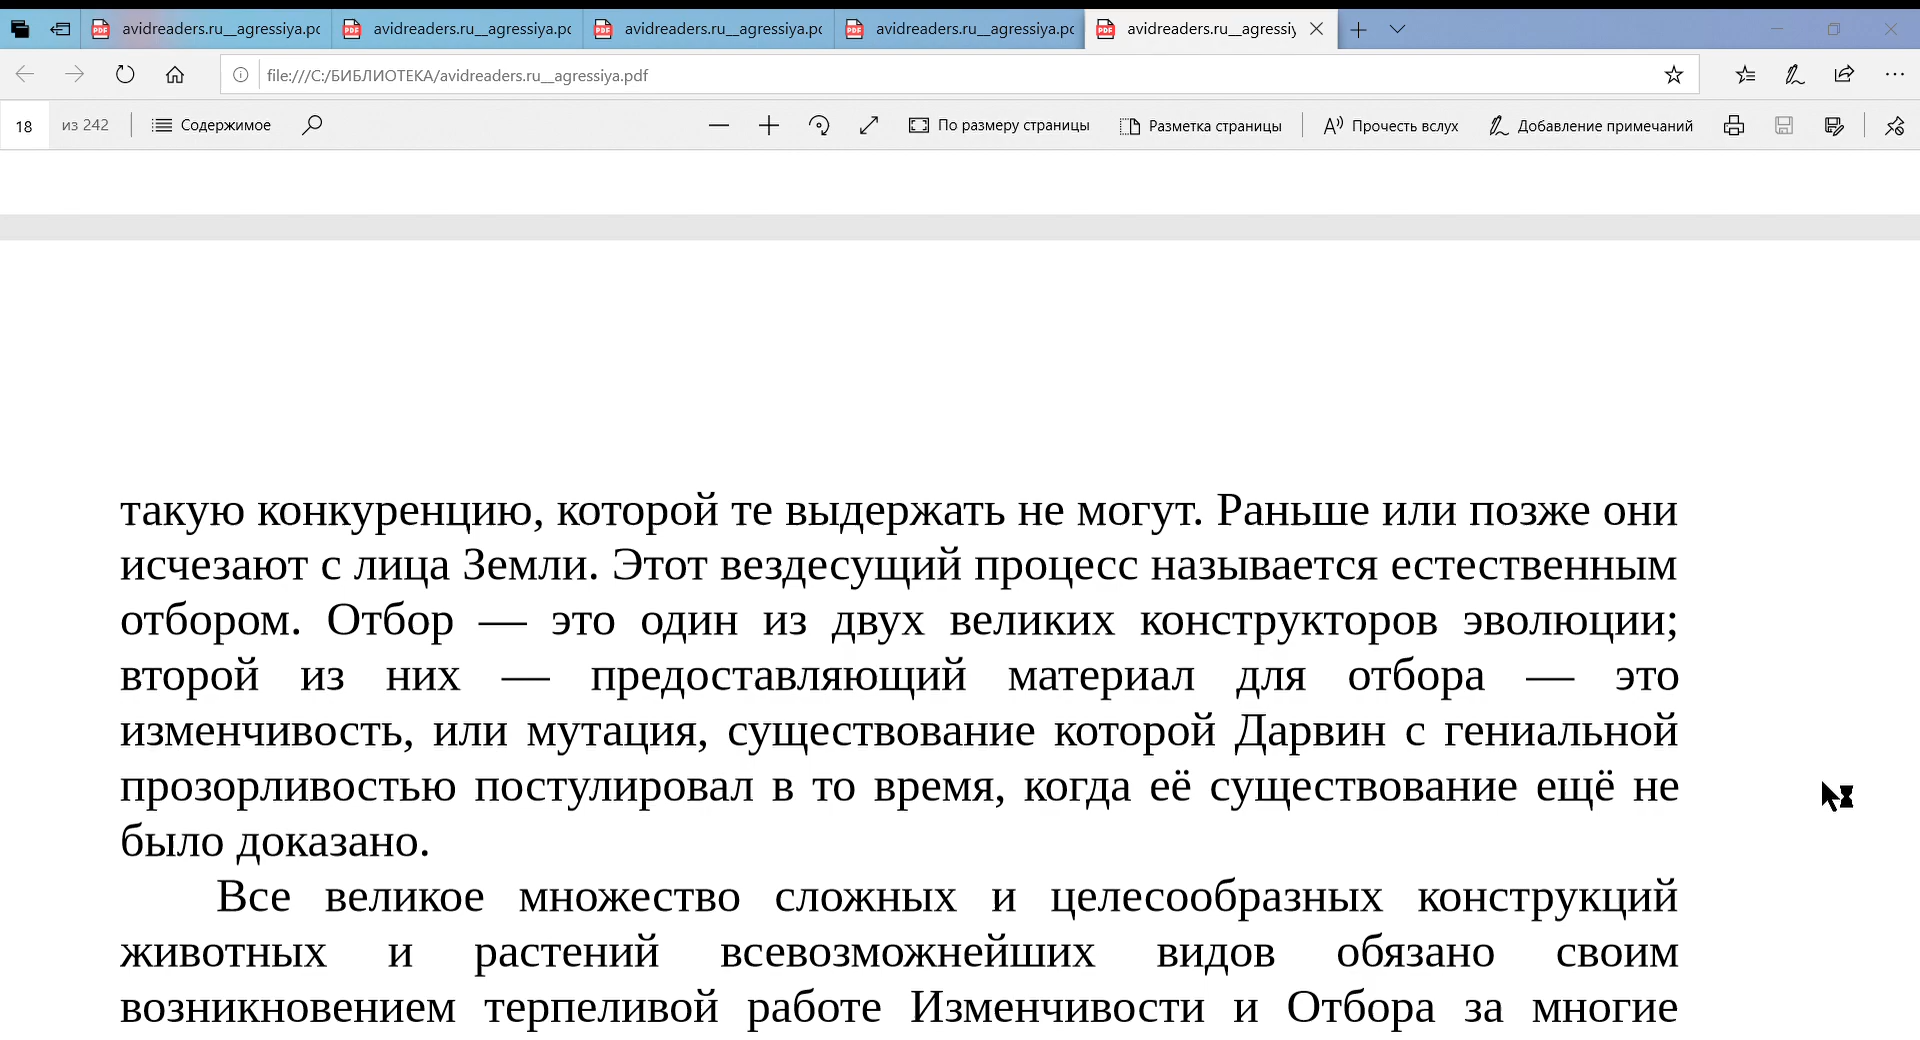 avidreaders.ru__agressiya.pc avidreaders.ru__agressiya.pc avidreaders.ru__agressiya.pc avidreaders.ru__agressiya.pc avidreaders.ru__agressiy
file:///C:/БИБЛИОТЕКА/avidreaders.ru__agressiya.pdf
18 из 242 Содержимое По размеру страницы Разметка страницы Прочесть вслух Добавление примечаний
такую конкуренцию, которой те выдержать не могут. Раньше или позже они
исчезают с лица Земли. Этот вездесущий процесс называется естественным
отбором. Отбор — это один из двух великих конструкторов эволюции;
второй из них — предоставляющий материал для отбора — это
изменчивость, или мутация, существование которой Дарвин с гениальной
прозорливостью постулировал в то время, когда её существование ещё не
было доказано.
Все великое множество сложных и целесообразных конструкций
животных и растений всевозможнейших видов обязано своим
возникновением терпеливой работе Изменчивости и Отбора за многие